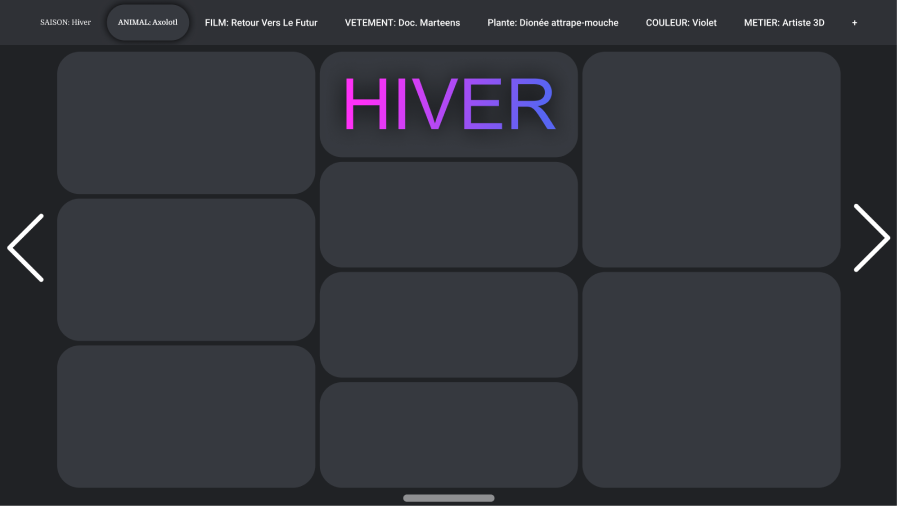 SAISON: Hiver
ANIMAL: Axolotl
FILM: Retour Vers Le Futur
VETEMENT: Doc. Marteens
Plante: Dionée attrape-mouche
COULEUR: Violet
METIER: Artiste 3D
+
HIVER